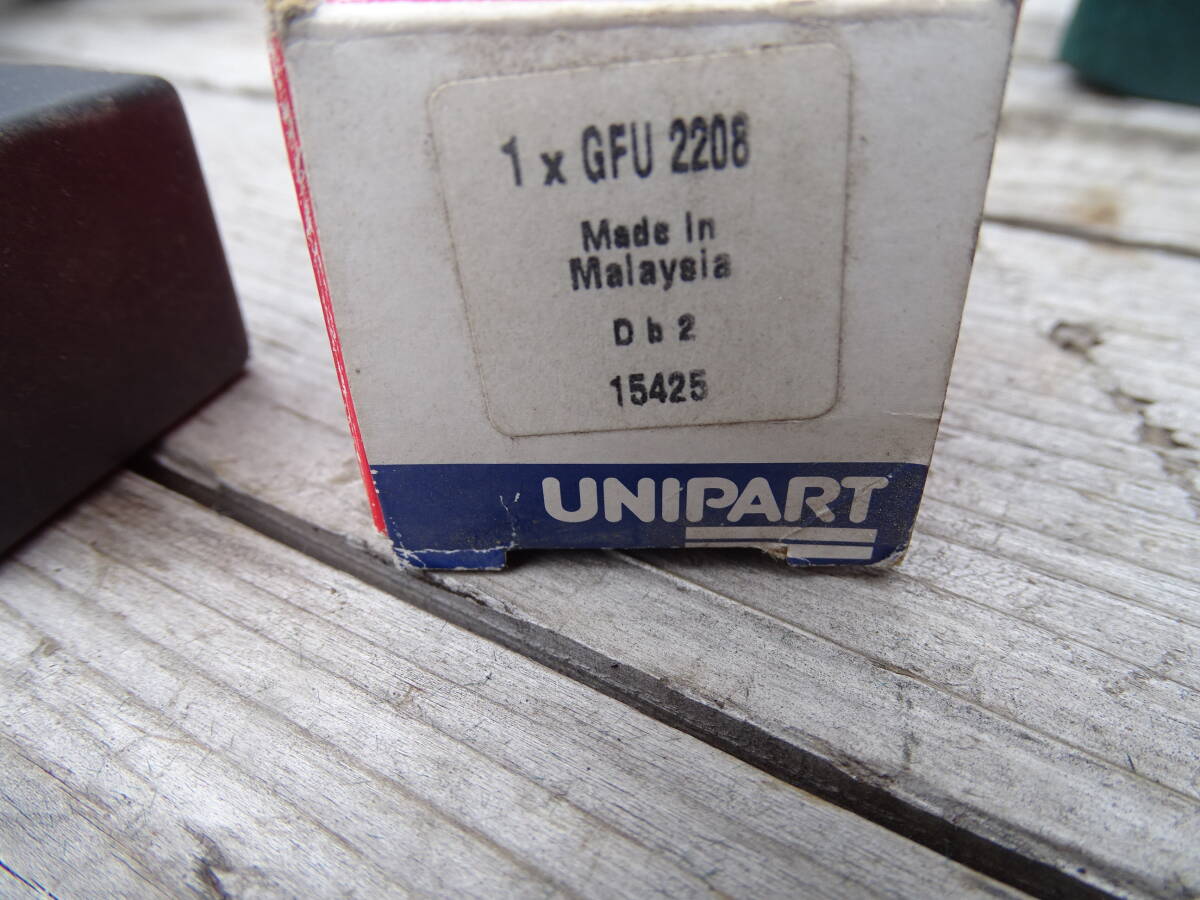 1 x GFU 2208
Made In
Malaysia
D b 2
15425
UNIPART